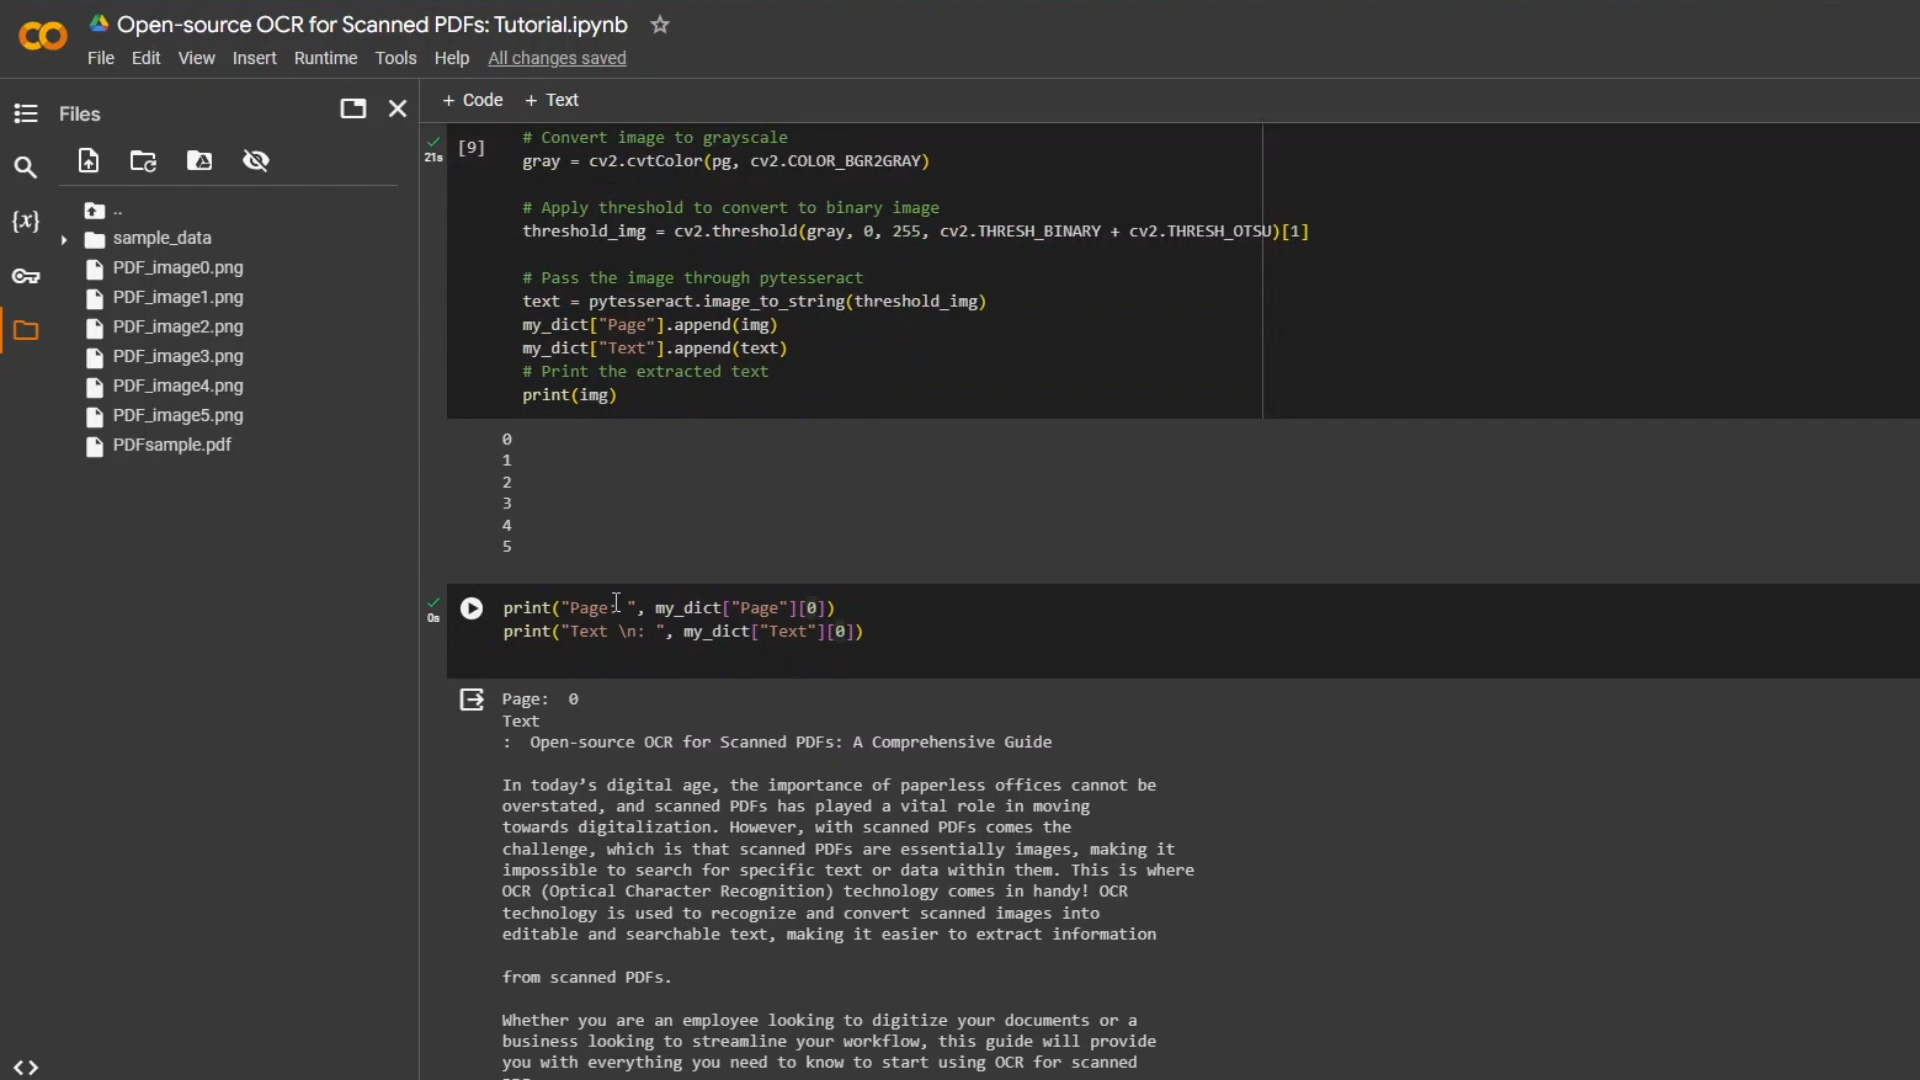 CO
Open-source OCR for Scanned PDFs: Tutorial.ipynb
File Edit View Insert Runtime Tools Help All changes saved
Files
+ Code + Text
{x}
..
sample_data
PDF_image0.png
PDF_image1.png
PDF_image2.png
PDF_image3.png
PDF_image4.png
PDF_image5.png
PDFsample.pdf
21s
[9]
# Convert image to grayscale
gray = cv2.cvtColor(pg, cv2.COLOR_BGR2GRAY)
# Apply threshold to convert to binary image
threshold_img = cv2.threshold(gray, 0, 255, cv2.THRESH_BINARY + cv2.THRESH_OTSU)[1]
# Pass the image through pytesseract
text = pytesseract.image_to_string(threshold_img)
my_dict["Page"].append(img)
my_dict["Text"].append(text)
# Print the extracted text
print(img)
0
1
2
3
4
5
0s
print("Page: ", my_dict["Page"][0])
print("Text \n: ", my_dict["Text"][0])
Page: 0
Text
: Open-source OCR for Scanned PDFs: A Comprehensive Guide
In today’s digital age, the importance of paperless offices cannot be
overstated, and scanned PDFs has played a vital role in moving
towards digitalization. However, with scanned PDFs comes the
challenge, which is that scanned PDFs are essentially images, making it
impossible to search for specific text or data within them. This is where
OCR (Optical Character Recognition) technology comes in handy! OCR
technology is used to recognize and convert scanned images into
editable and searchable text, making it easier to extract information
from scanned PDFs.
Whether you are an employee looking to digitize your documents or a
business looking to streamline your workflow, this guide will provide
you with everything you need to know to start using OCR for scanned